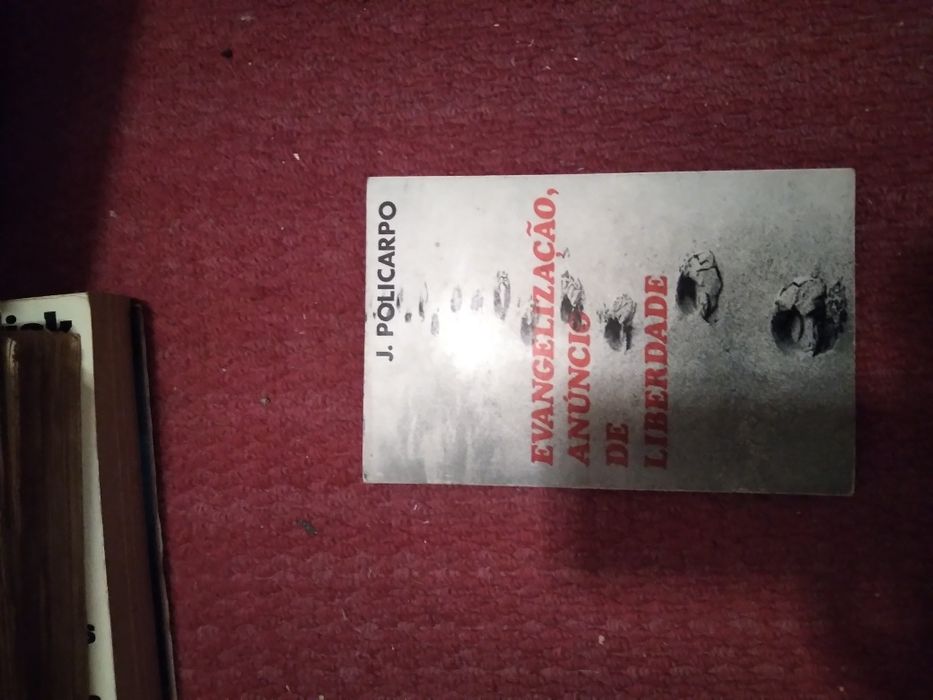 J. POLICARPO
EVANGELIZAÇÃO,
ANÚNCIO
DE
LIBERDADE